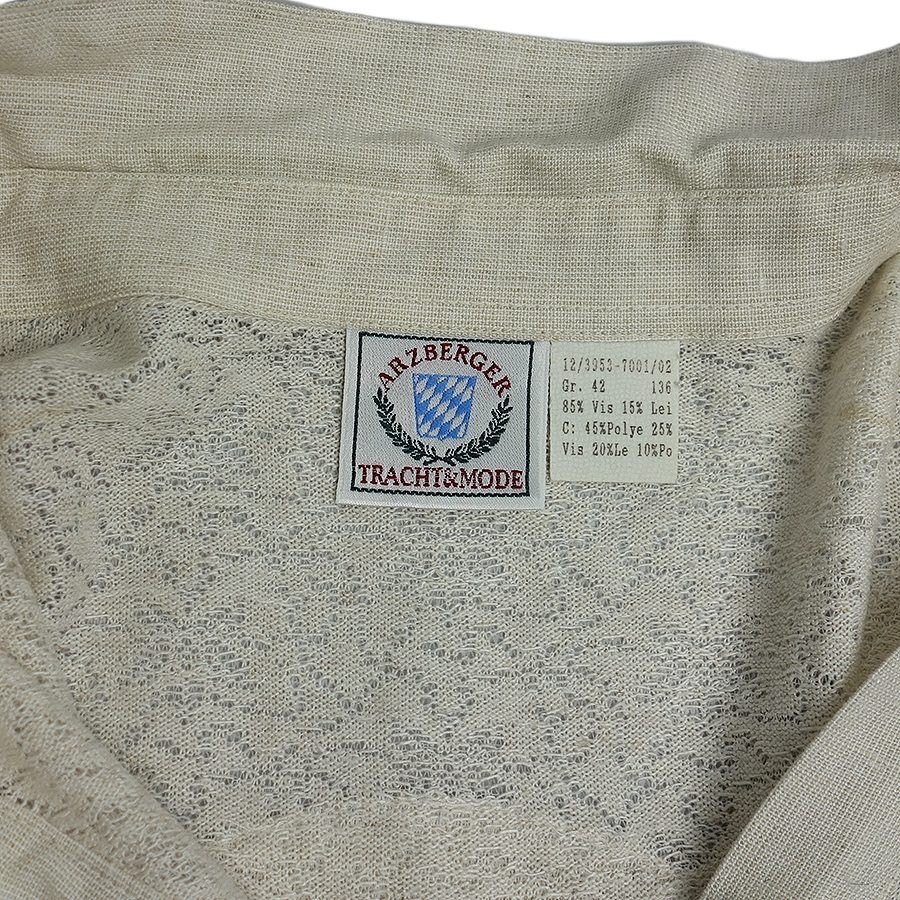 ARZBERGER
TRACHT&MODE
12/3953-7001/02
Gr. 42 136
85% Vis 15% Lei
C: 45%Polye 25%
Vis 20%Le 10%Po